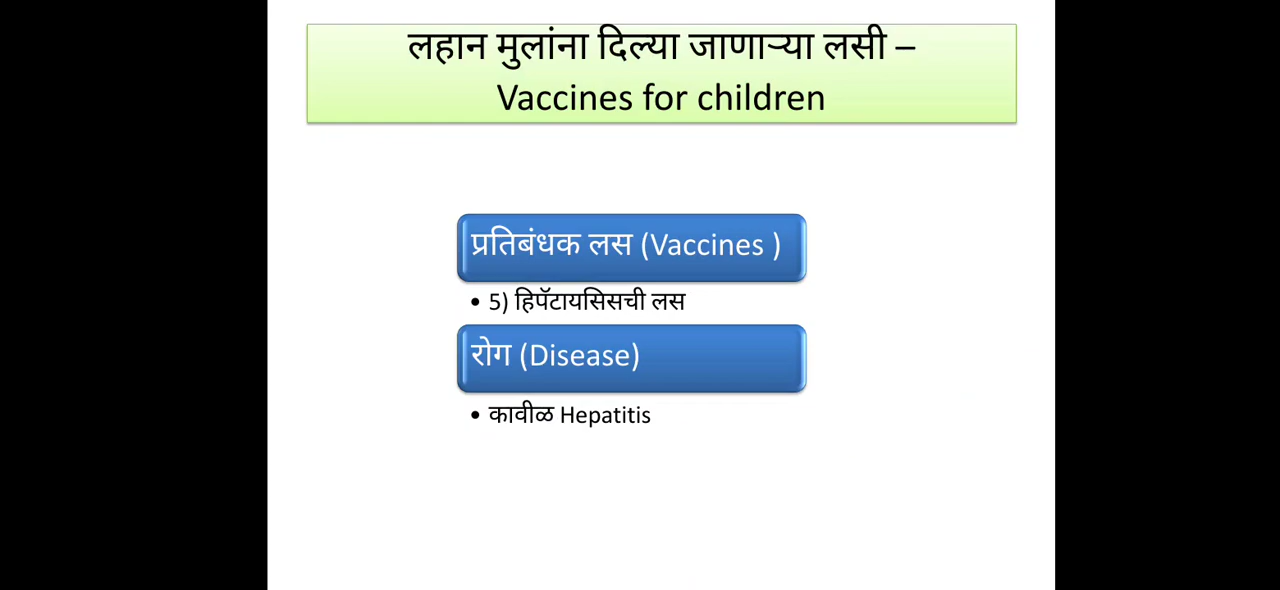 लहान मुलांना दिल्या जाणाऱ्या लसी –
Vaccines for children
प्रतिबंधक लस (Vaccines )
• 5) हिपॅटायसिसची लस
रोग (Disease)
• कावीळ Hepatitis